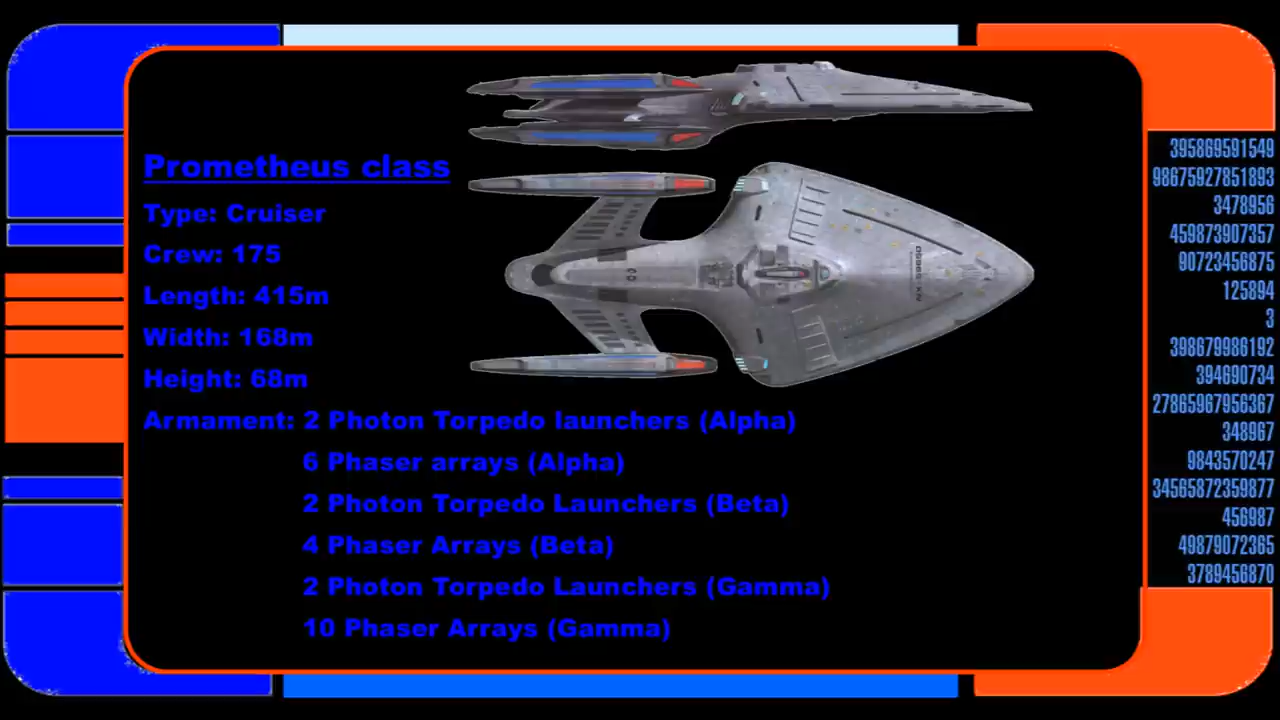 Prometheus class
Type: Cruiser
Crew: 175
Length: 415m
Width: 168m
Height: 68m
Armament: 2 Photon Torpedo launchers (Alpha)
6 Phaser arrays (Alpha)
2 Photon Torpedo Launchers (Beta)
4 Phaser Arrays (Beta)
2 Photon Torpedo Launchers (Gamma)
10 Phaser Arrays (Gamma)
395869591549
98675927851893
3478956
459873907357
90723456875
125894
3
398679986192
394690734
27865967956367
348967
9843570247
34565872359877
456987
49879072365
3789456870